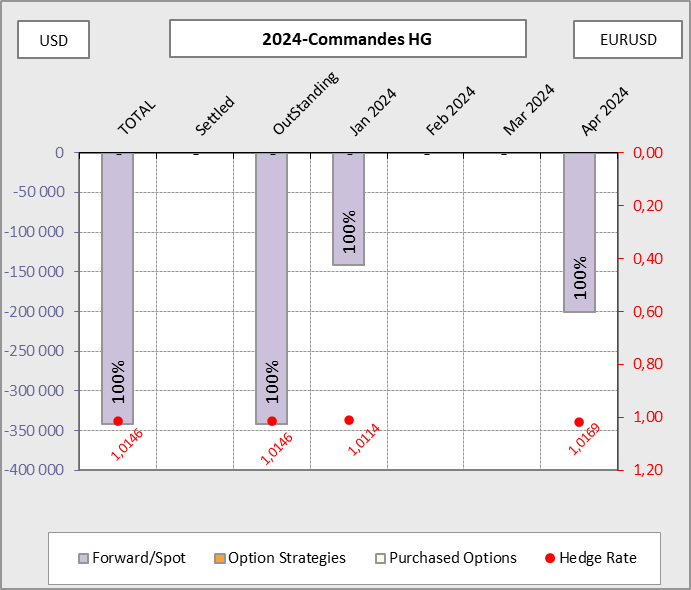 USD
2024-Commandes HG
EURUSD
TOTAL
Settled
OutStanding
Jan 2024
Feb 2024
Mar 2024
Apr 2024
0
-50 000
-100 000
-150 000
-200 000
-250 000
-300 000
-350 000
-400 000
0,00
0,20
0,40
0,60
0,80
1,00
1,20
100%
100%
100%
100%
1,0146
1,0146
1,0114
1,0169
Forward/Spot
Option Strategies
Purchased Options
Hedge Rate